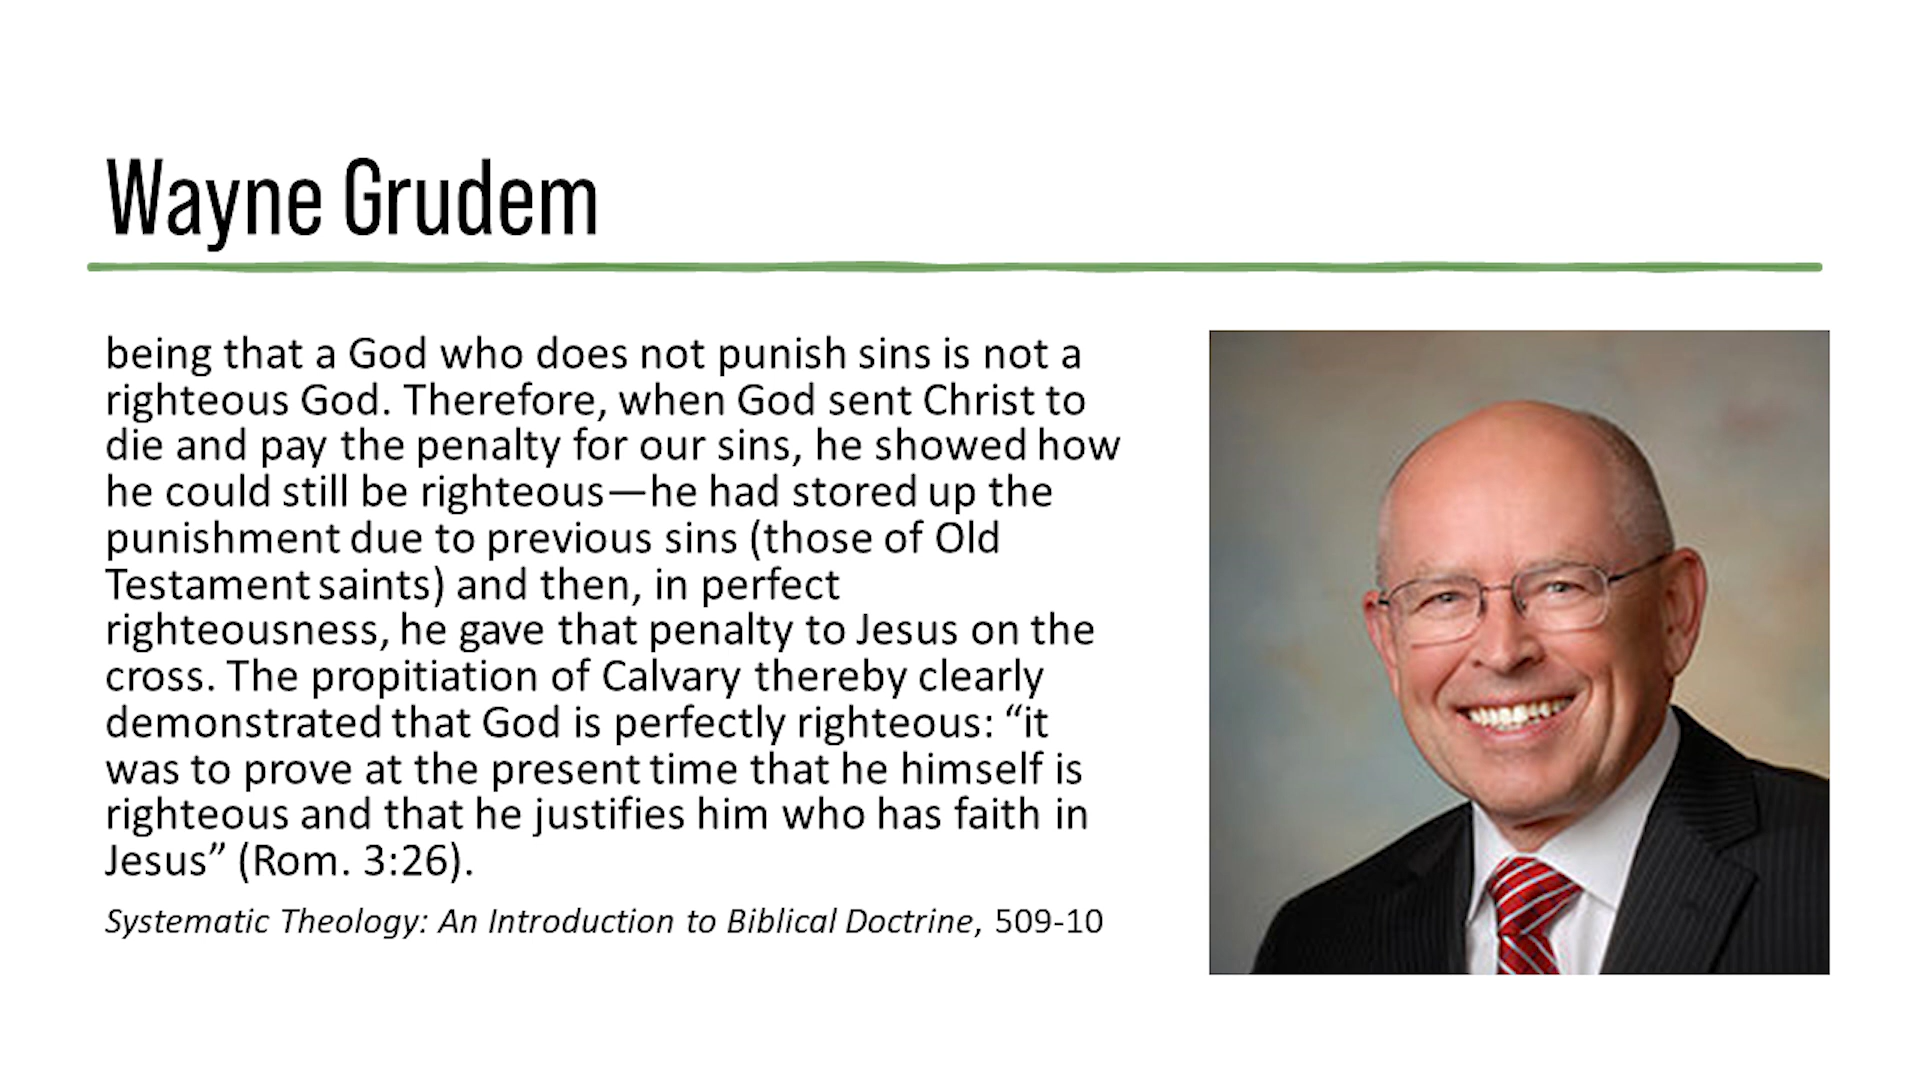 Wayne Grudem
being that a God who does not punish sins is not a
righteous God. Therefore, when God sent Christ to
die and pay the penalty for our sins, he showed how
he could still be righteous—he had stored up the
punishment due to previous sins (those of Old
Testament saints) and then, in perfect
righteousness, he gave that penalty to Jesus on the
cross. The propitiation of Calvary thereby clearly
demonstrated that God is perfectly righteous: “it
was to prove at the present time that he himself is
righteous and that he justifies him who has faith in
Jesus” (Rom. 3:26).
Systematic Theology: An Introduction to Biblical Doctrine, 509-10